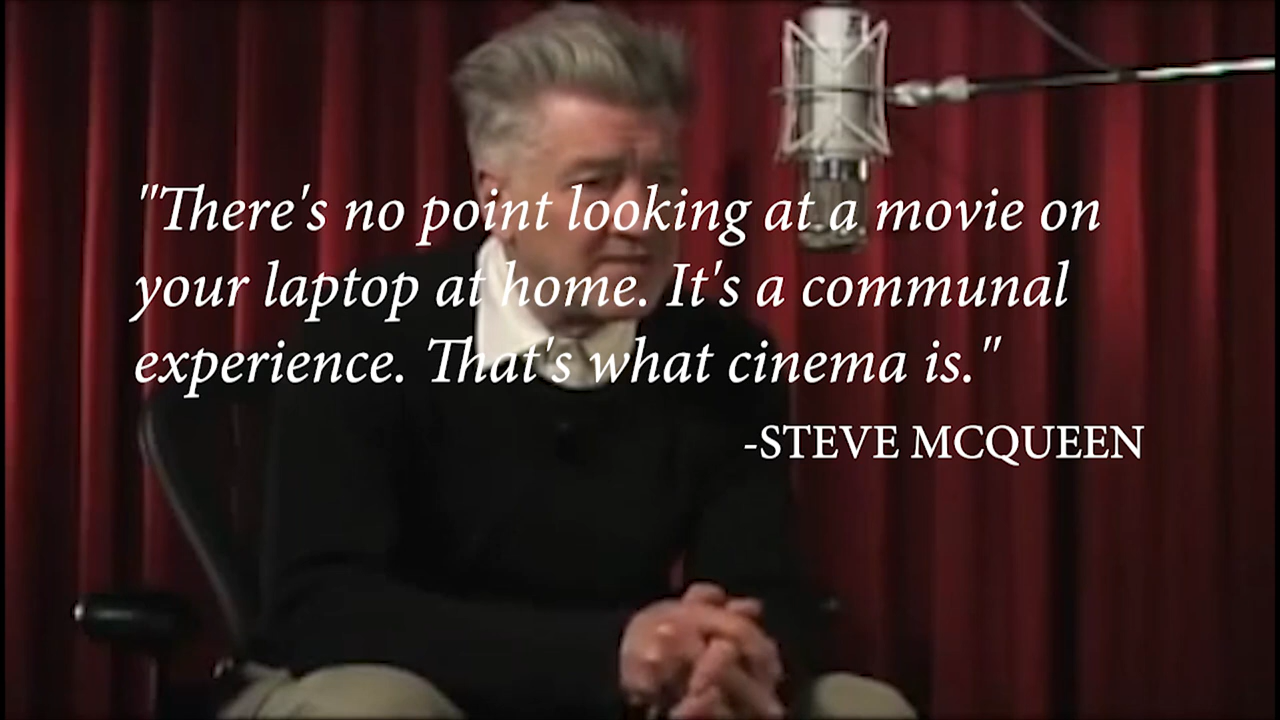 "There's no point looking at a movie on
your laptop at home. It's a communal
experience. That's what cinema is."
-STEVE MCQUEEN